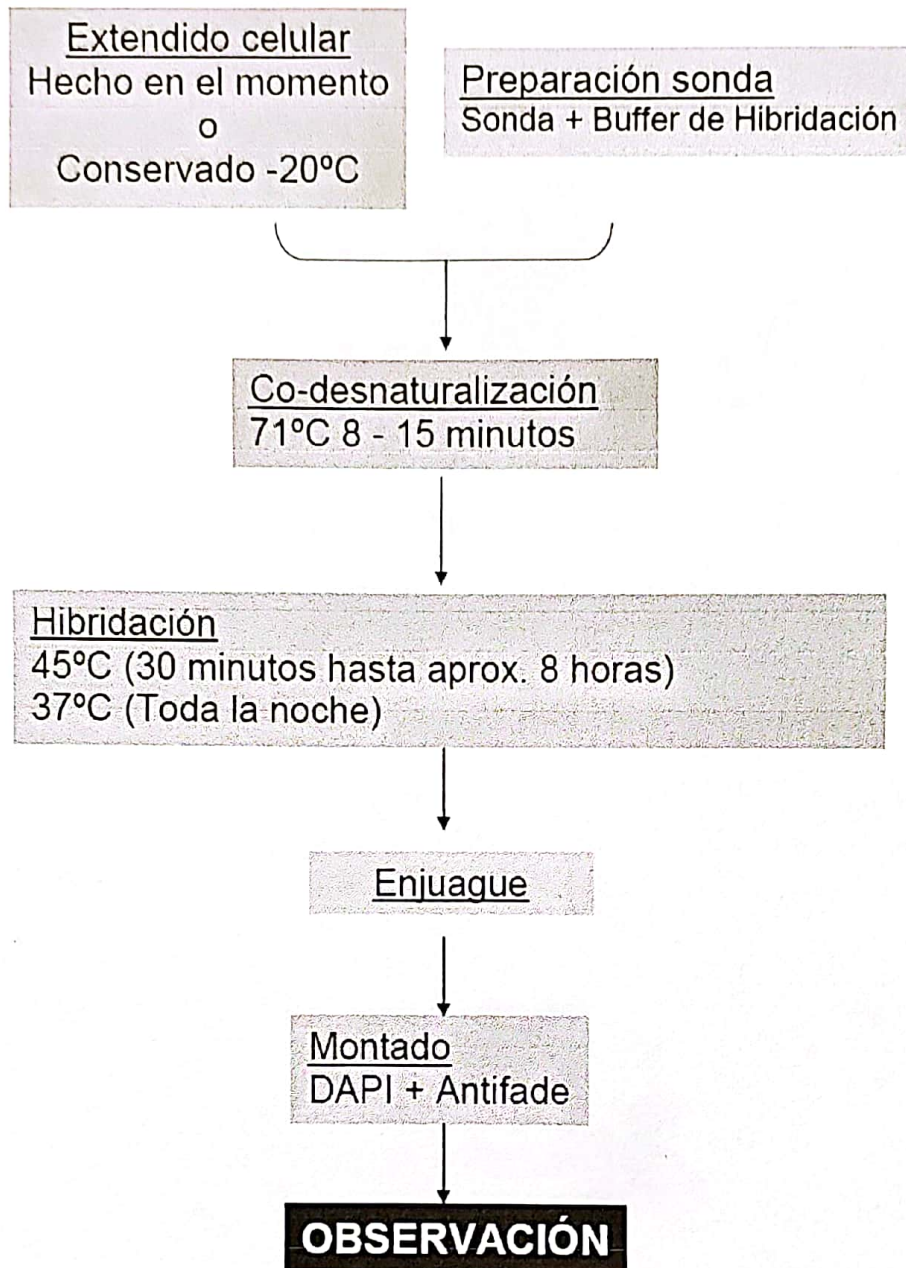 Extendido celular
Hecho en el momento
o
Conservado -20ºC
Preparación sonda
Sonda + Buffer de Hibridación
Co-desnaturalización
71ºC 8 - 15 minutos
Hibridación
45ºC (30 minutos hasta aprox. 8 horas)
37ºC (Toda la noche)
Enjuague
Montado
DAPI + Antifade
OBSERVACIÓN